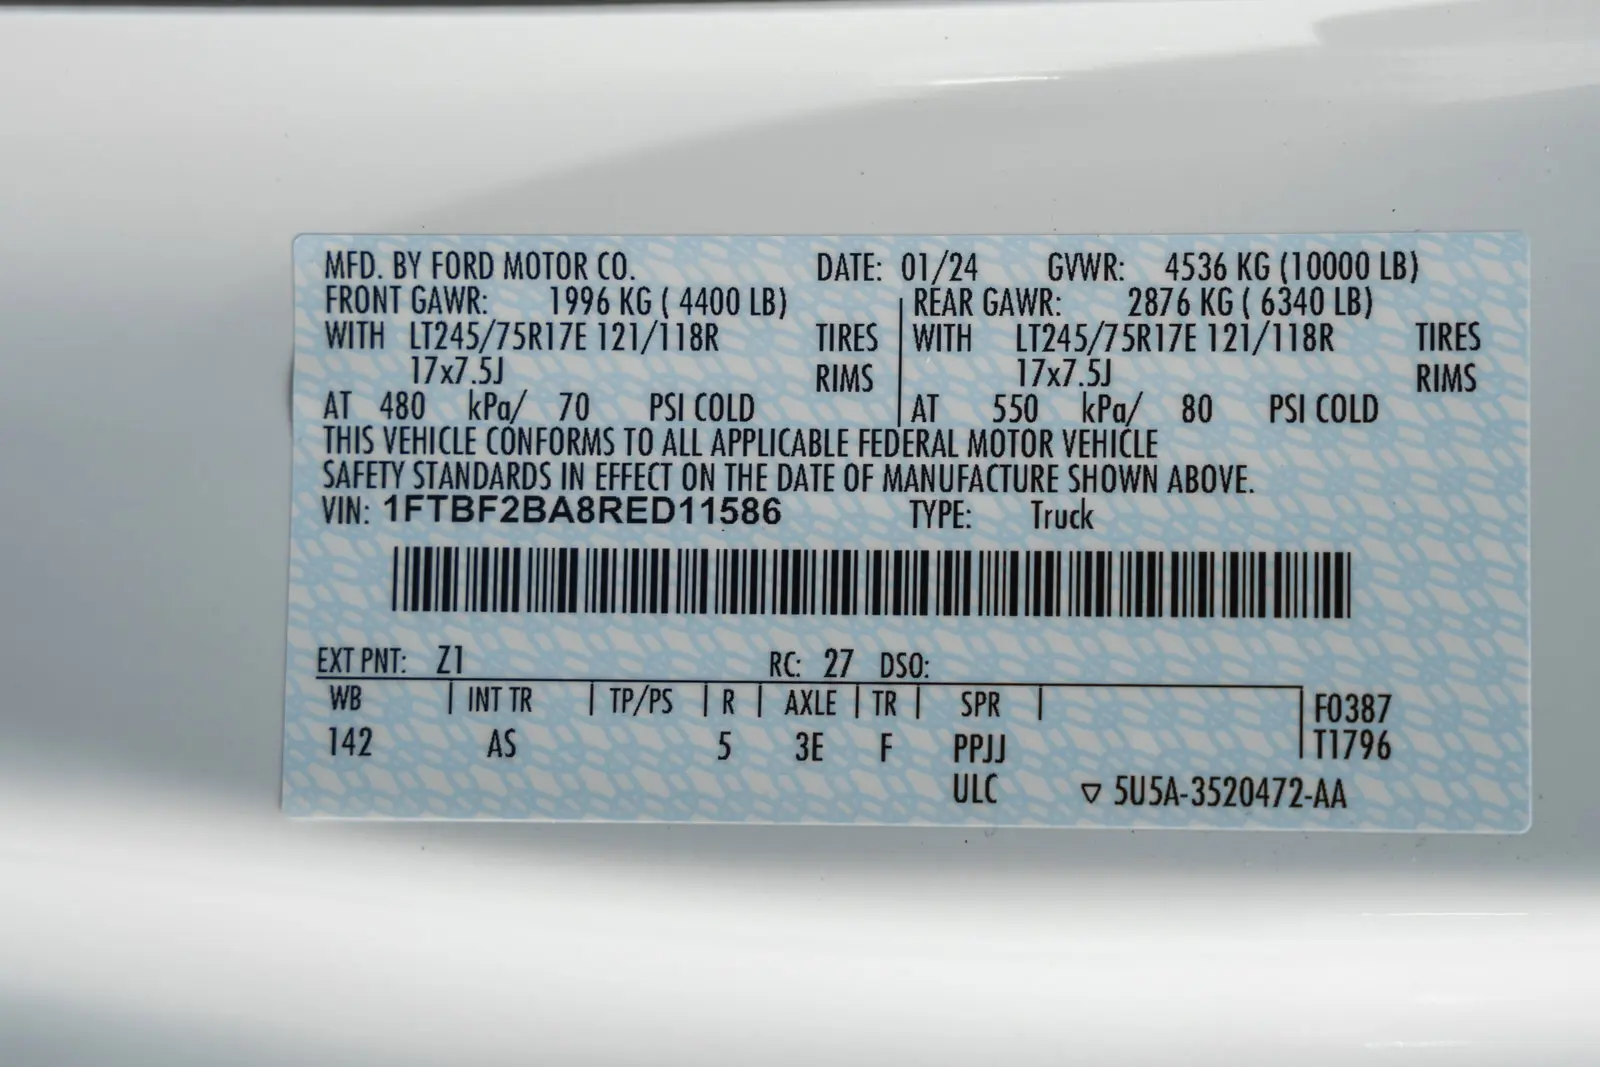 MFD. BY FORD MOTOR CO. DATE: 01/24 GVWR: 4536 KG (10000 LB)
FRONT GAWR: 1996 KG ( 4400 LB) REAR GAWR: 2876 KG ( 6340 LB)
WITH LT245/75R17E 121/118R TIRES WITH LT245/75R17E 121/118R TIRES
17x7.5J RIMS 17x7.5J RIMS
AT 480 kPa/ 70 PSI COLD AT 550 kPa/ 80 PSI COLD
THIS VEHICLE CONFORMS TO ALL APPLICABLE FEDERAL MOTOR VEHICLE
SAFETY STANDARDS IN EFFECT ON THE DATE OF MANUFACTURE SHOWN ABOVE.
VIN: 1FTBF2BA8RED11586 TYPE: Truck
EXT PNT: Z1 RC: 27 DSO:
WB | INT TR | TP/PS | R | AXLE | TR | SPR | F0387
142 AS 5 3E F PPJJ T1796
ULC ▽ 5U5A-3520472-AA